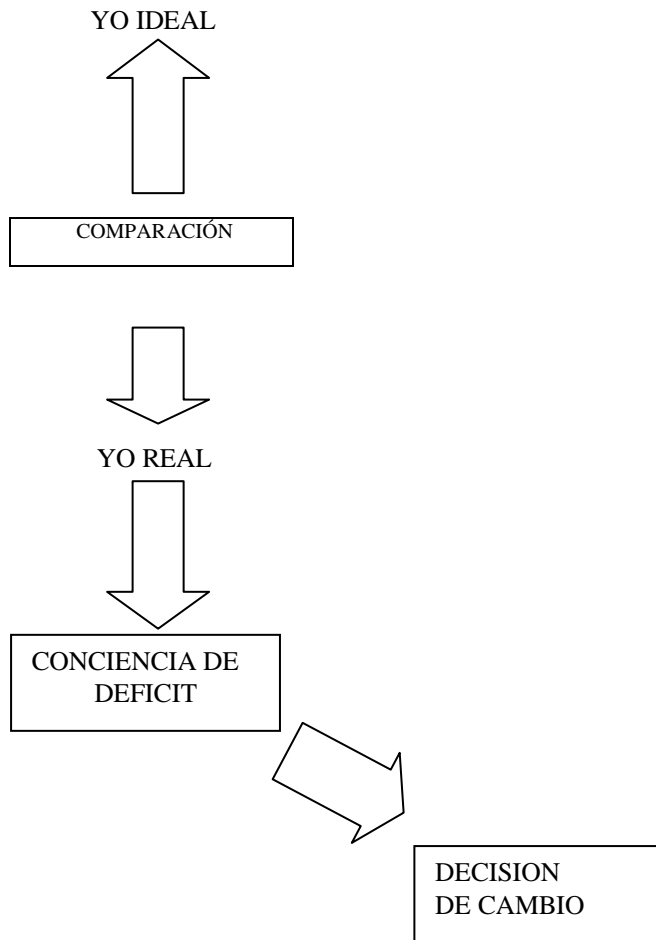 YO IDEAL
COMPARACIÓN
YO REAL
CONCIENCIA DE
DEFICIT
DECISION
DE CAMBIO